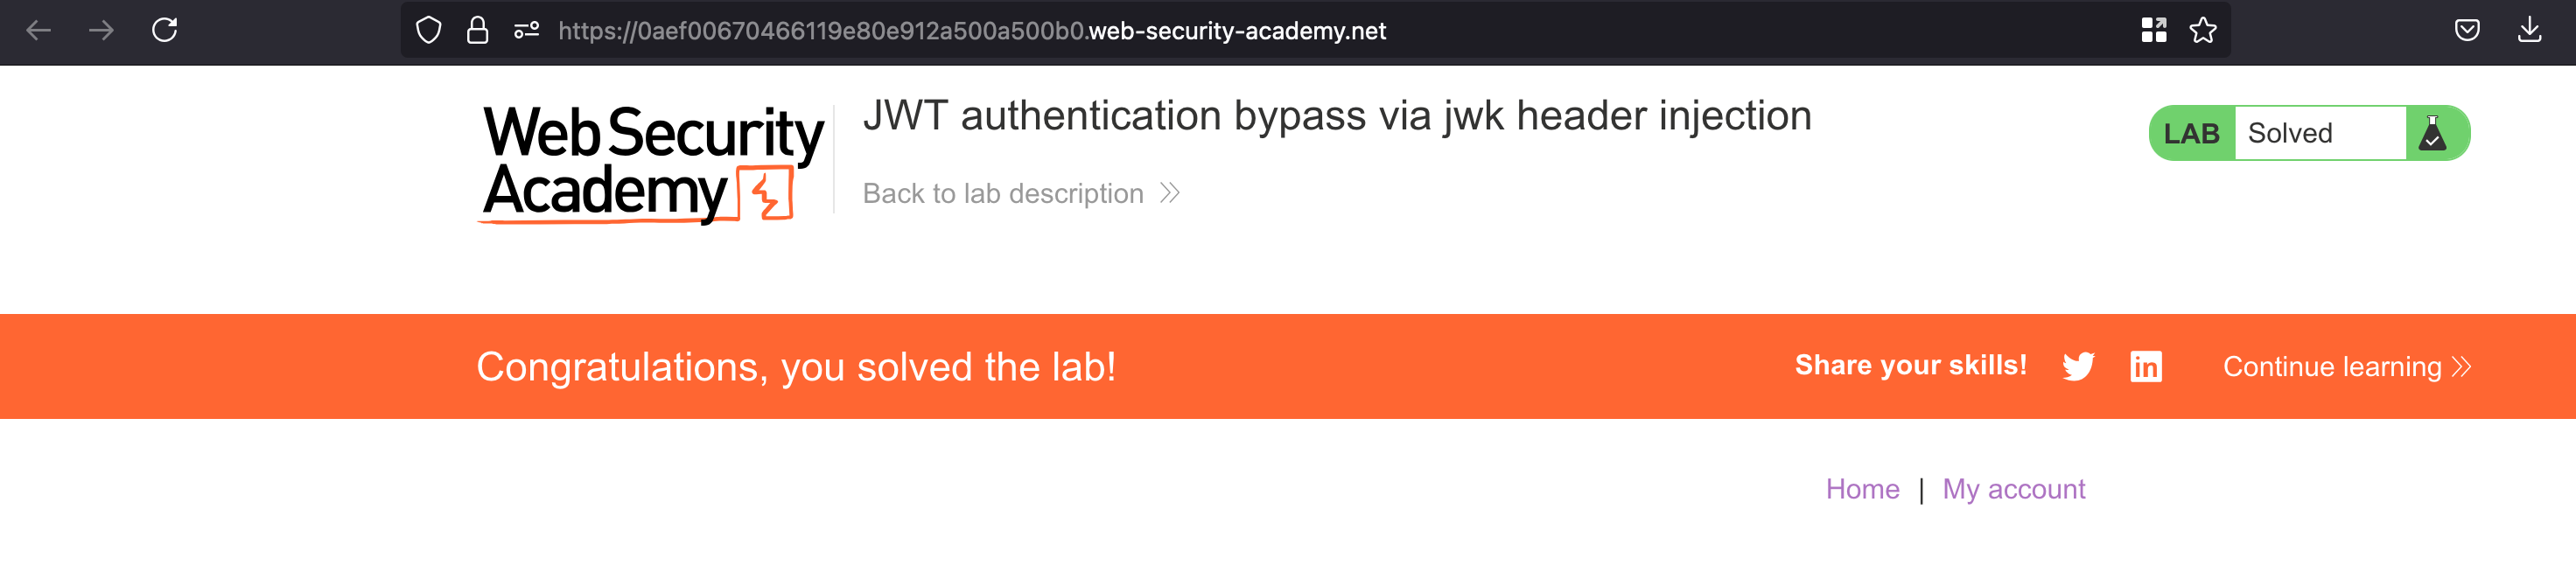 https://0aef00670466119e80e912a500a500b0.web-security-academy.net
Web Security
Academy
JWT authentication bypass via jwk header injection
Back to lab description
LAB Solved
Congratulations, you solved the lab!
Share your skills!
Continue learning
Home | My account